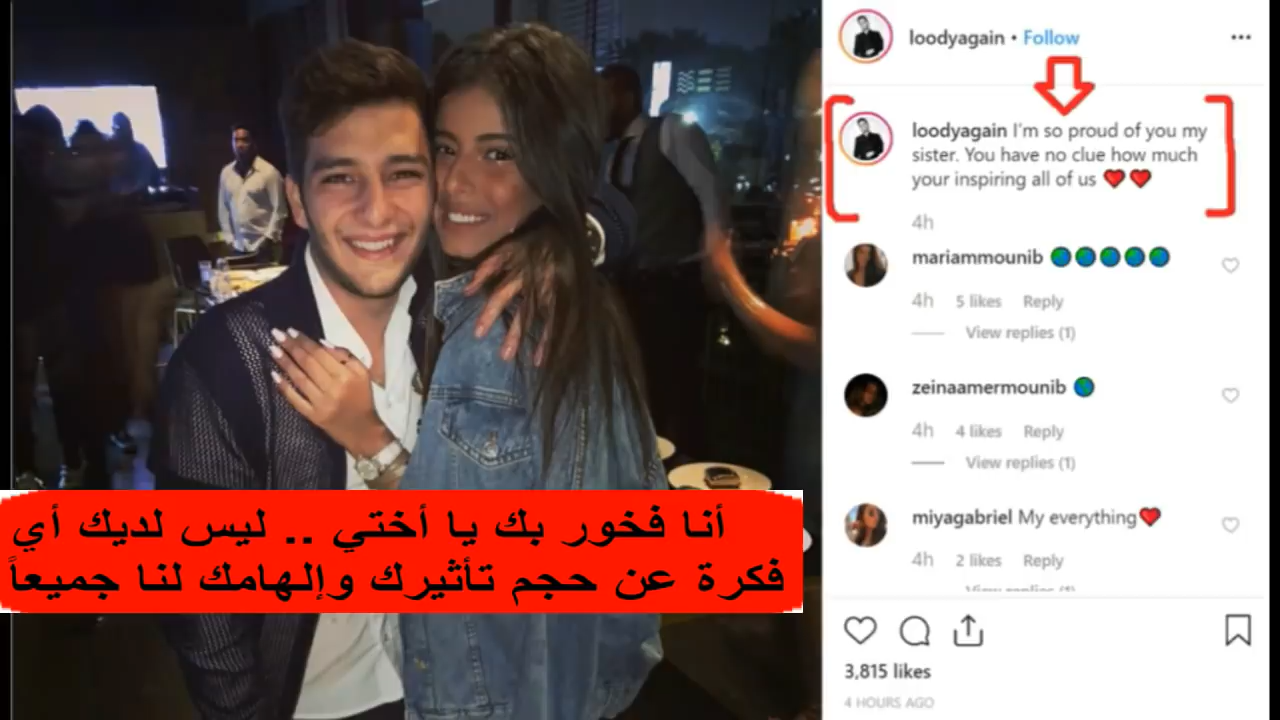 loodyagain • Follow
loodyagain I'm so proud of you my
sister. You have no clue how much
your inspiring all of us ❤️❤️
4h
mariammounib 🌎🌎🌎🌎🌎
4h 5 likes Reply
View replies (1)
zeinaamermounib 🌎
4h 4 likes Reply
View replies (1)
miyagabriel My everything❤️
4h 2 likes Reply
View replies (1)
3,815 likes
4 HOURS AGO
أنا فخور بك يا أختي .. ليس لديك أي
فكرة عن حجم تأثيرك وإلهامك لنا جميعاً